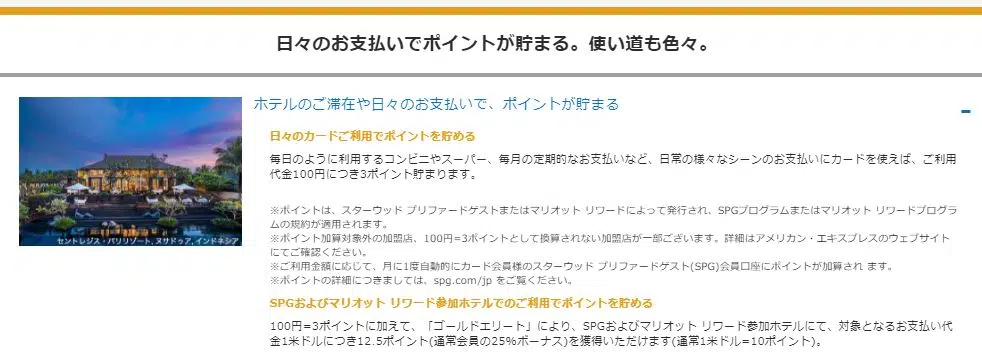 日々のお支払いでポイントが貯まる。使い道も色々。
ホテルのご滞在や日々のお支払いで、ポイントが貯まる
日々のカードご利用でポイントを貯める
毎日のように利用するコンビニやスーパー、毎月の定期的なお支払いなど、日常の様々なシーンのお支払いにカードを使えば、ご利用
代金100円につき3ポイント貯まります。
※ポイントは、スターウッド プリファードゲストまたはマリオット リワードによって発行され、SPGプログラムまたはマリオット リワードプログラ
ムの規約が適用されます。
※ポイント加算対象外の加盟店、100円=3ポイントとして換算されない加盟店が一部ございます。詳細はアメリカン・エキスプレスのウェブサイト
にてご確認ください。
※ご利用金額に応じて、月に1度自動的にカード会員様のスターウッド プリファードゲスト(SPG)会員口座にポイントが加算され ます。
※ポイントの詳細につきましては、spg.com/jp をご覧ください。
セントレジス・バリリゾート, ヌサドゥア, インドネシア
SPGおよびマリオット リワード参加ホテルでのご利用でポイントを貯める
100円=3ポイントに加えて、「ゴールドエリート」により、SPGおよびマリオット リワード参加ホテルにて、対象となるお支払い代
金1米ドルにつき12.5ポイント(通常会員の25%ボーナス)を獲得いただけます(通常1米ドル=10ポイント)。